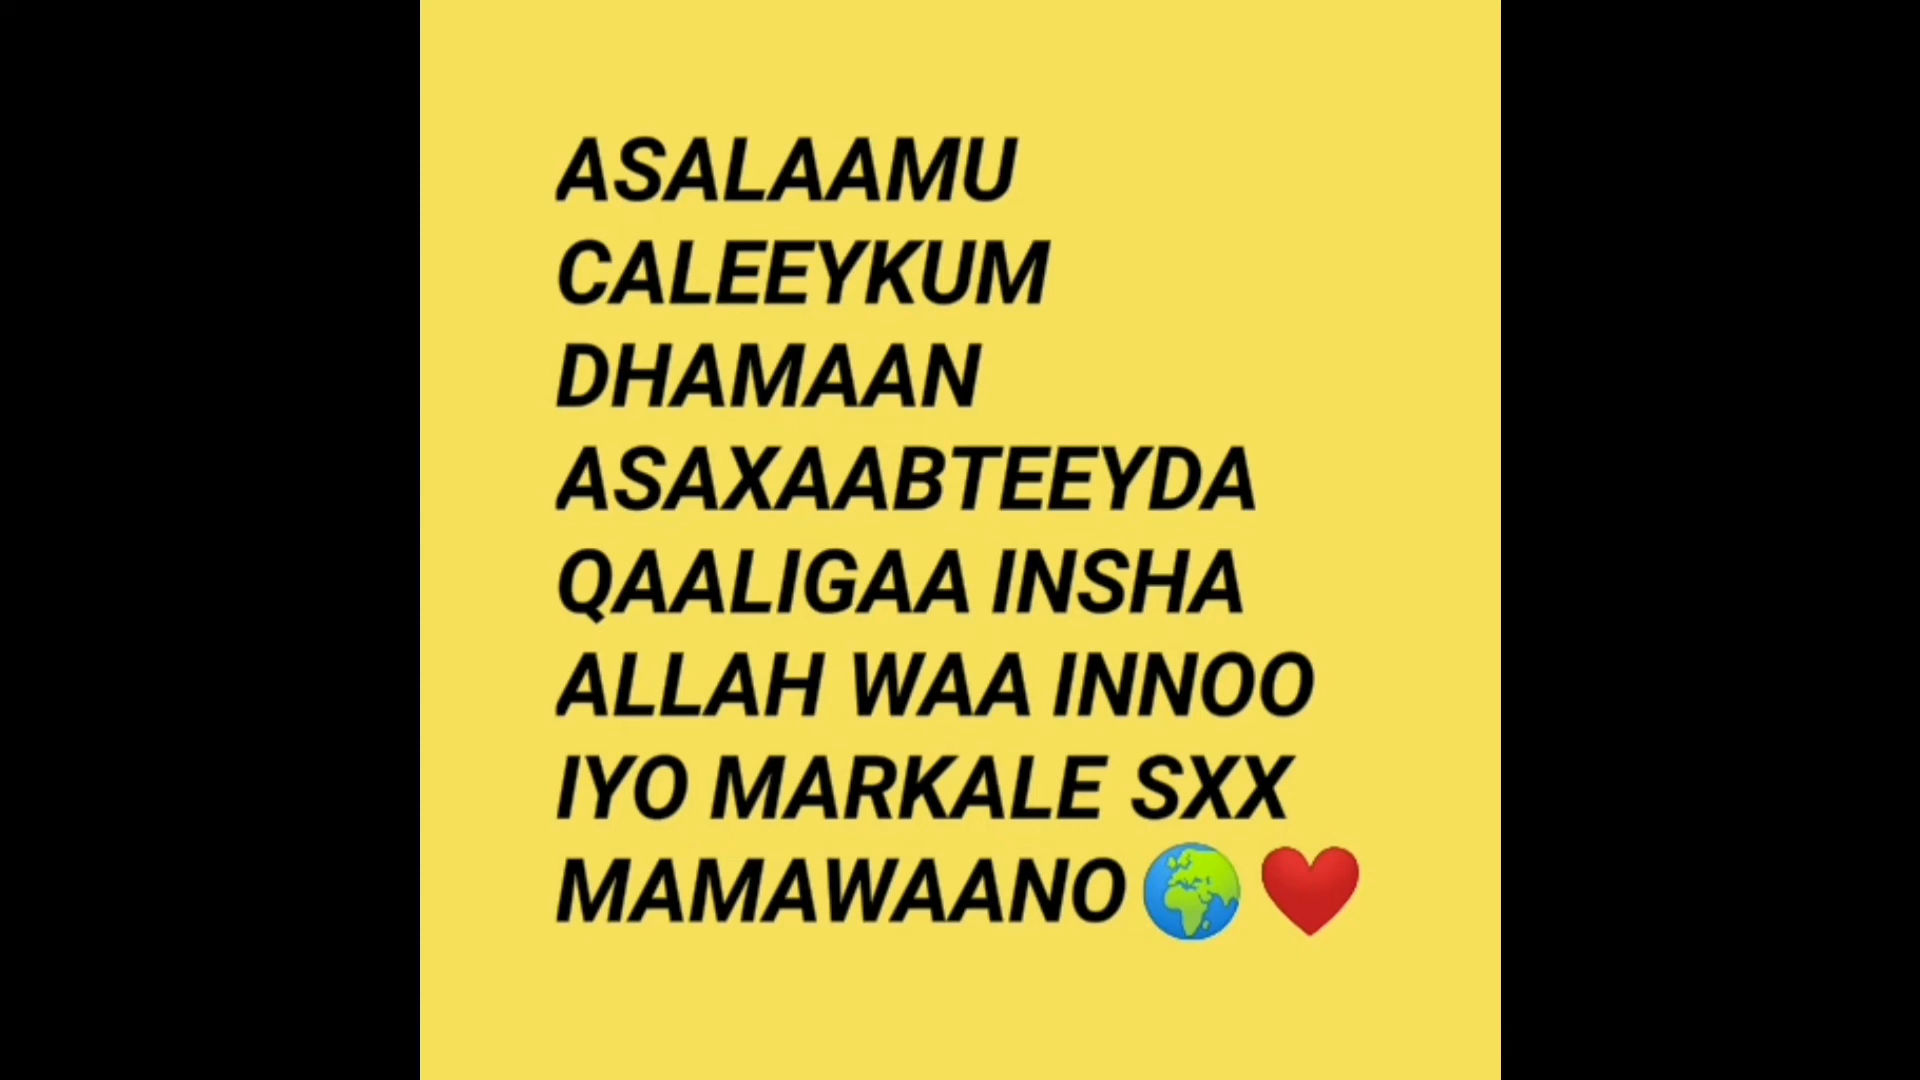 ASALAAMU
CALEEYKUM
DHAMAAN
ASAXAABTEEYDA
QAALIGAA INSHA
ALLAH WAA INNOO
IYO MARKALE SXX
MAMAWAANO🌍❤️